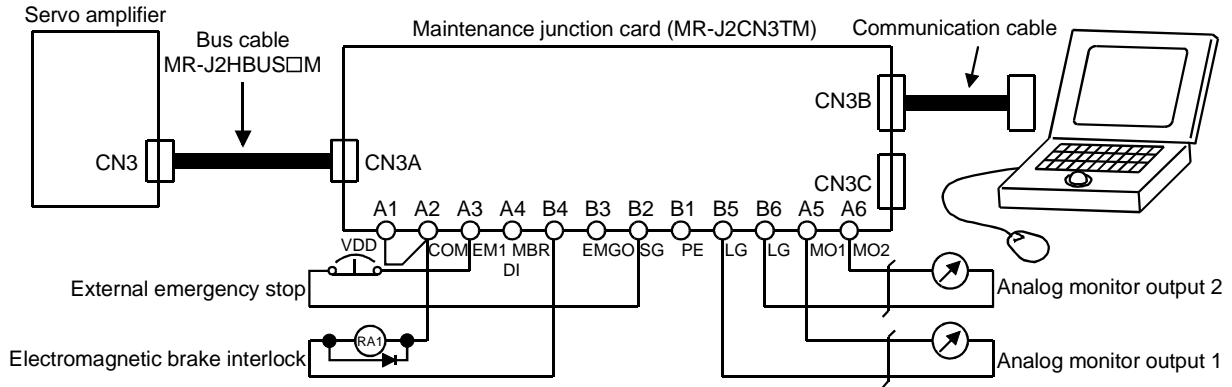 Servo amplifier
Bus cable
MR-J2HBUS□M
Maintenance junction card (MR-J2CN3TM)
Communication cable
CN3B
CN3
CN3A
CN3C
A1 A2 A3 A4 B4 B3 B2 B1 B5 B6 A5 A6
VDD COM EM1 MBR EMGO SG PE LG LG MO1 MO2
DI
External emergency stop
Analog monitor output 2
RA1
Electromagnetic brake interlock
Analog monitor output 1